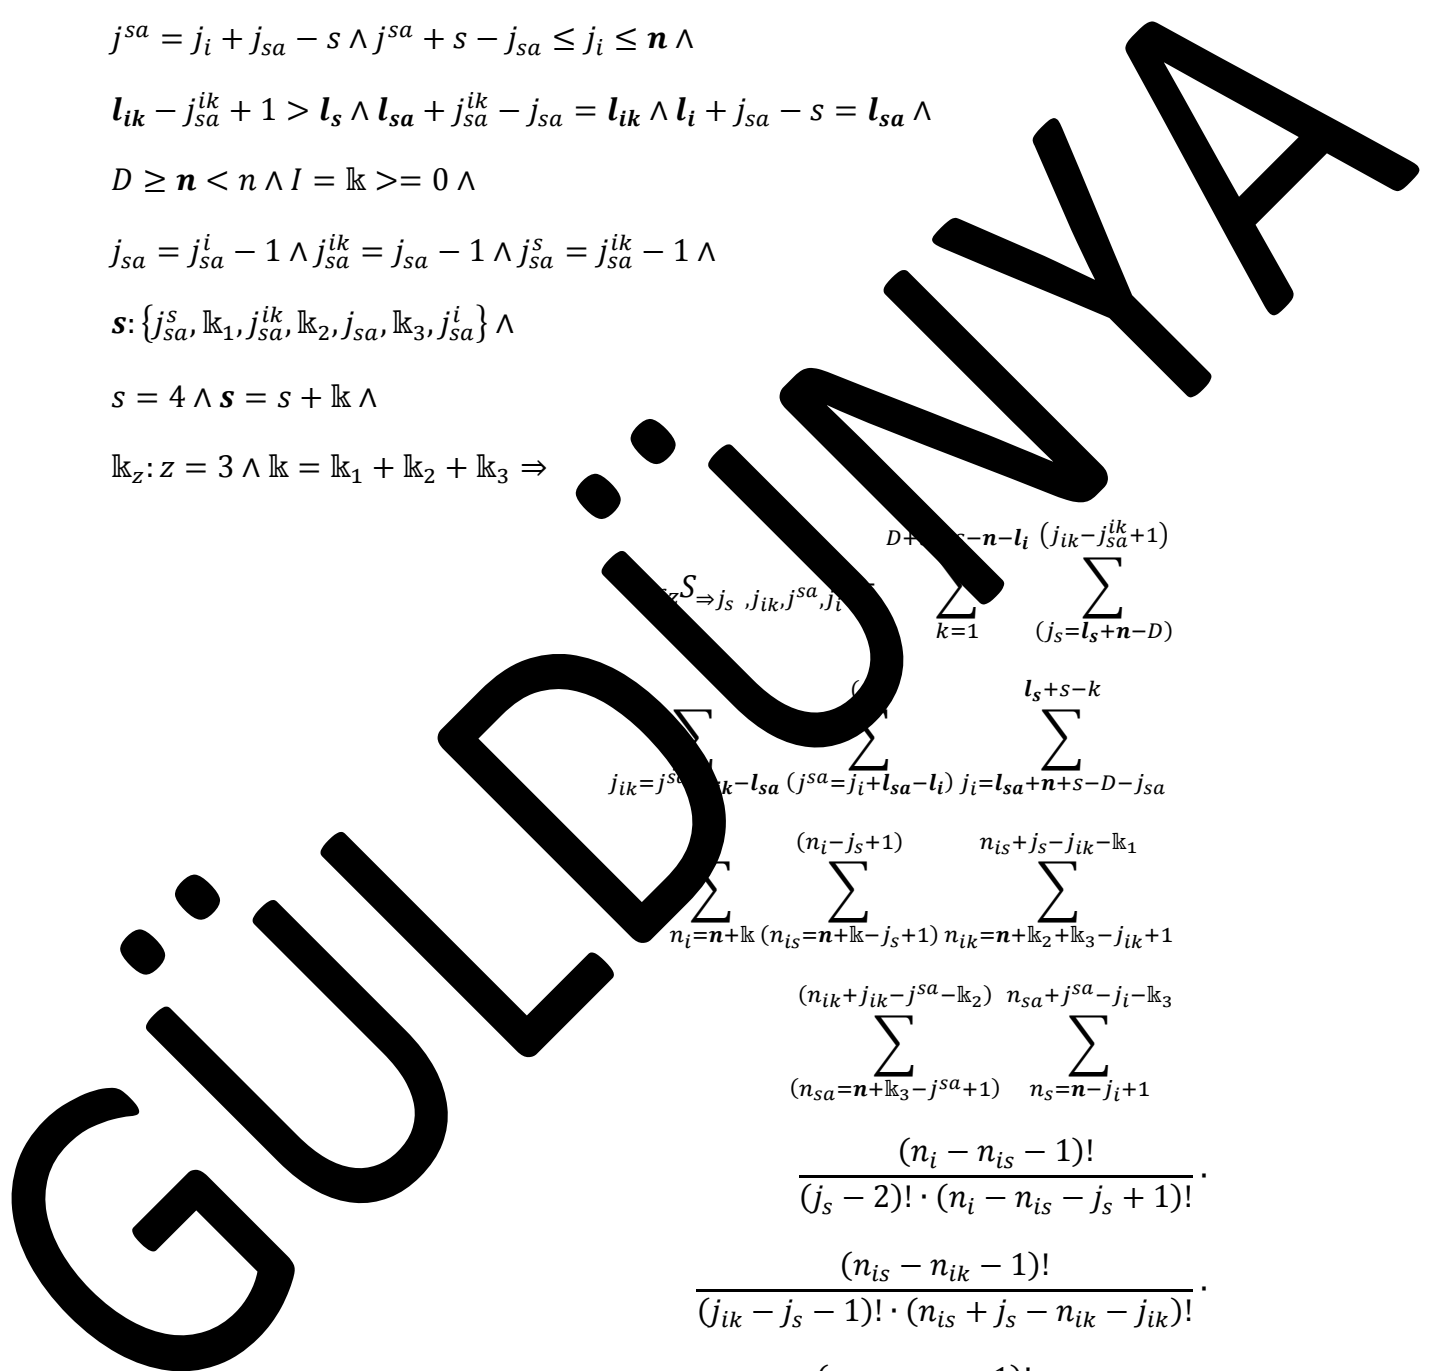 j^{sa} = j_i + j_{sa} − s ∧ j^{sa} + s − j_{sa} ≤ j_i ≤ 𝒏 ∧
𝒍_{𝒊𝒌} − j_{sa}^{ik} + 1 > 𝒍_𝒔 ∧ 𝒍_{𝒔𝒂} + j_{sa}^{ik} − j_{sa} = 𝒍_{𝒊𝒌} ∧ 𝒍_𝒊 + j_{sa} − s = 𝒍_{𝒔𝒂} ∧
D ≥ 𝒏 < n ∧ I = 𝕜 >= 0 ∧
j_{sa} = j_{sa}^{i} − 1 ∧ j_{sa}^{ik} = j_{sa} − 1 ∧ j_{sa}^{s} = j_{sa}^{ik} − 1 ∧
𝒔: {j_{sa}^{s}, 𝕜_1, j_{sa}^{ik}, 𝕜_2, j_{sa}, 𝕜_3, j_{sa}^{i}} ∧
s = 4 ∧ 𝒔 = s + 𝕜 ∧
𝕜_z: z = 3 ∧ 𝕜 = 𝕜_1 + 𝕜_2 + 𝕜_3 ⇒
−𝒏−𝒍_𝒊 (j_{ik}−j_{sa}^{ik}+1)
S_{⇒j_s ,j_{ik},j^{sa},j_i} ∑ ∑
k=1 (j_s=𝒍_𝒔+𝒏−D)
𝒍_𝒔+s−k
∑ ∑ ∑
−𝒍_{𝒔𝒂} (j^{sa}=j_i+𝒍_{𝒔𝒂}−𝒍_𝒊) j_i=𝒍_{𝒔𝒂}+𝒏+s−D−j_{sa}
(n_i−j_s+1) n_{is}+j_s−j_{ik}−𝕜_1
∑ ∑ ∑
n_i=𝒏+𝕜 (n_{is}=𝒏+𝕜−j_s+1) n_{ik}=𝒏+𝕜_2+𝕜_3−j_{ik}+1
(n_{ik}+j_{ik}−j^{sa}−𝕜_2) n_{sa}+j^{sa}−j_i−𝕜_3
∑ ∑
(n_{sa}=𝒏+𝕜_3−j^{sa}+1) n_s=𝒏−j_i+1
(n_i − n_{is} − 1)!
(j_s − 2)! · (n_i − n_{is} − j_s + 1)! ·
(n_{is} − n_{ik} − 1)!
(j_{ik} − j_s − 1)! · (n_{is} + j_s − n_{ik} − j_{ik})! ·
GÜLDÜNYA